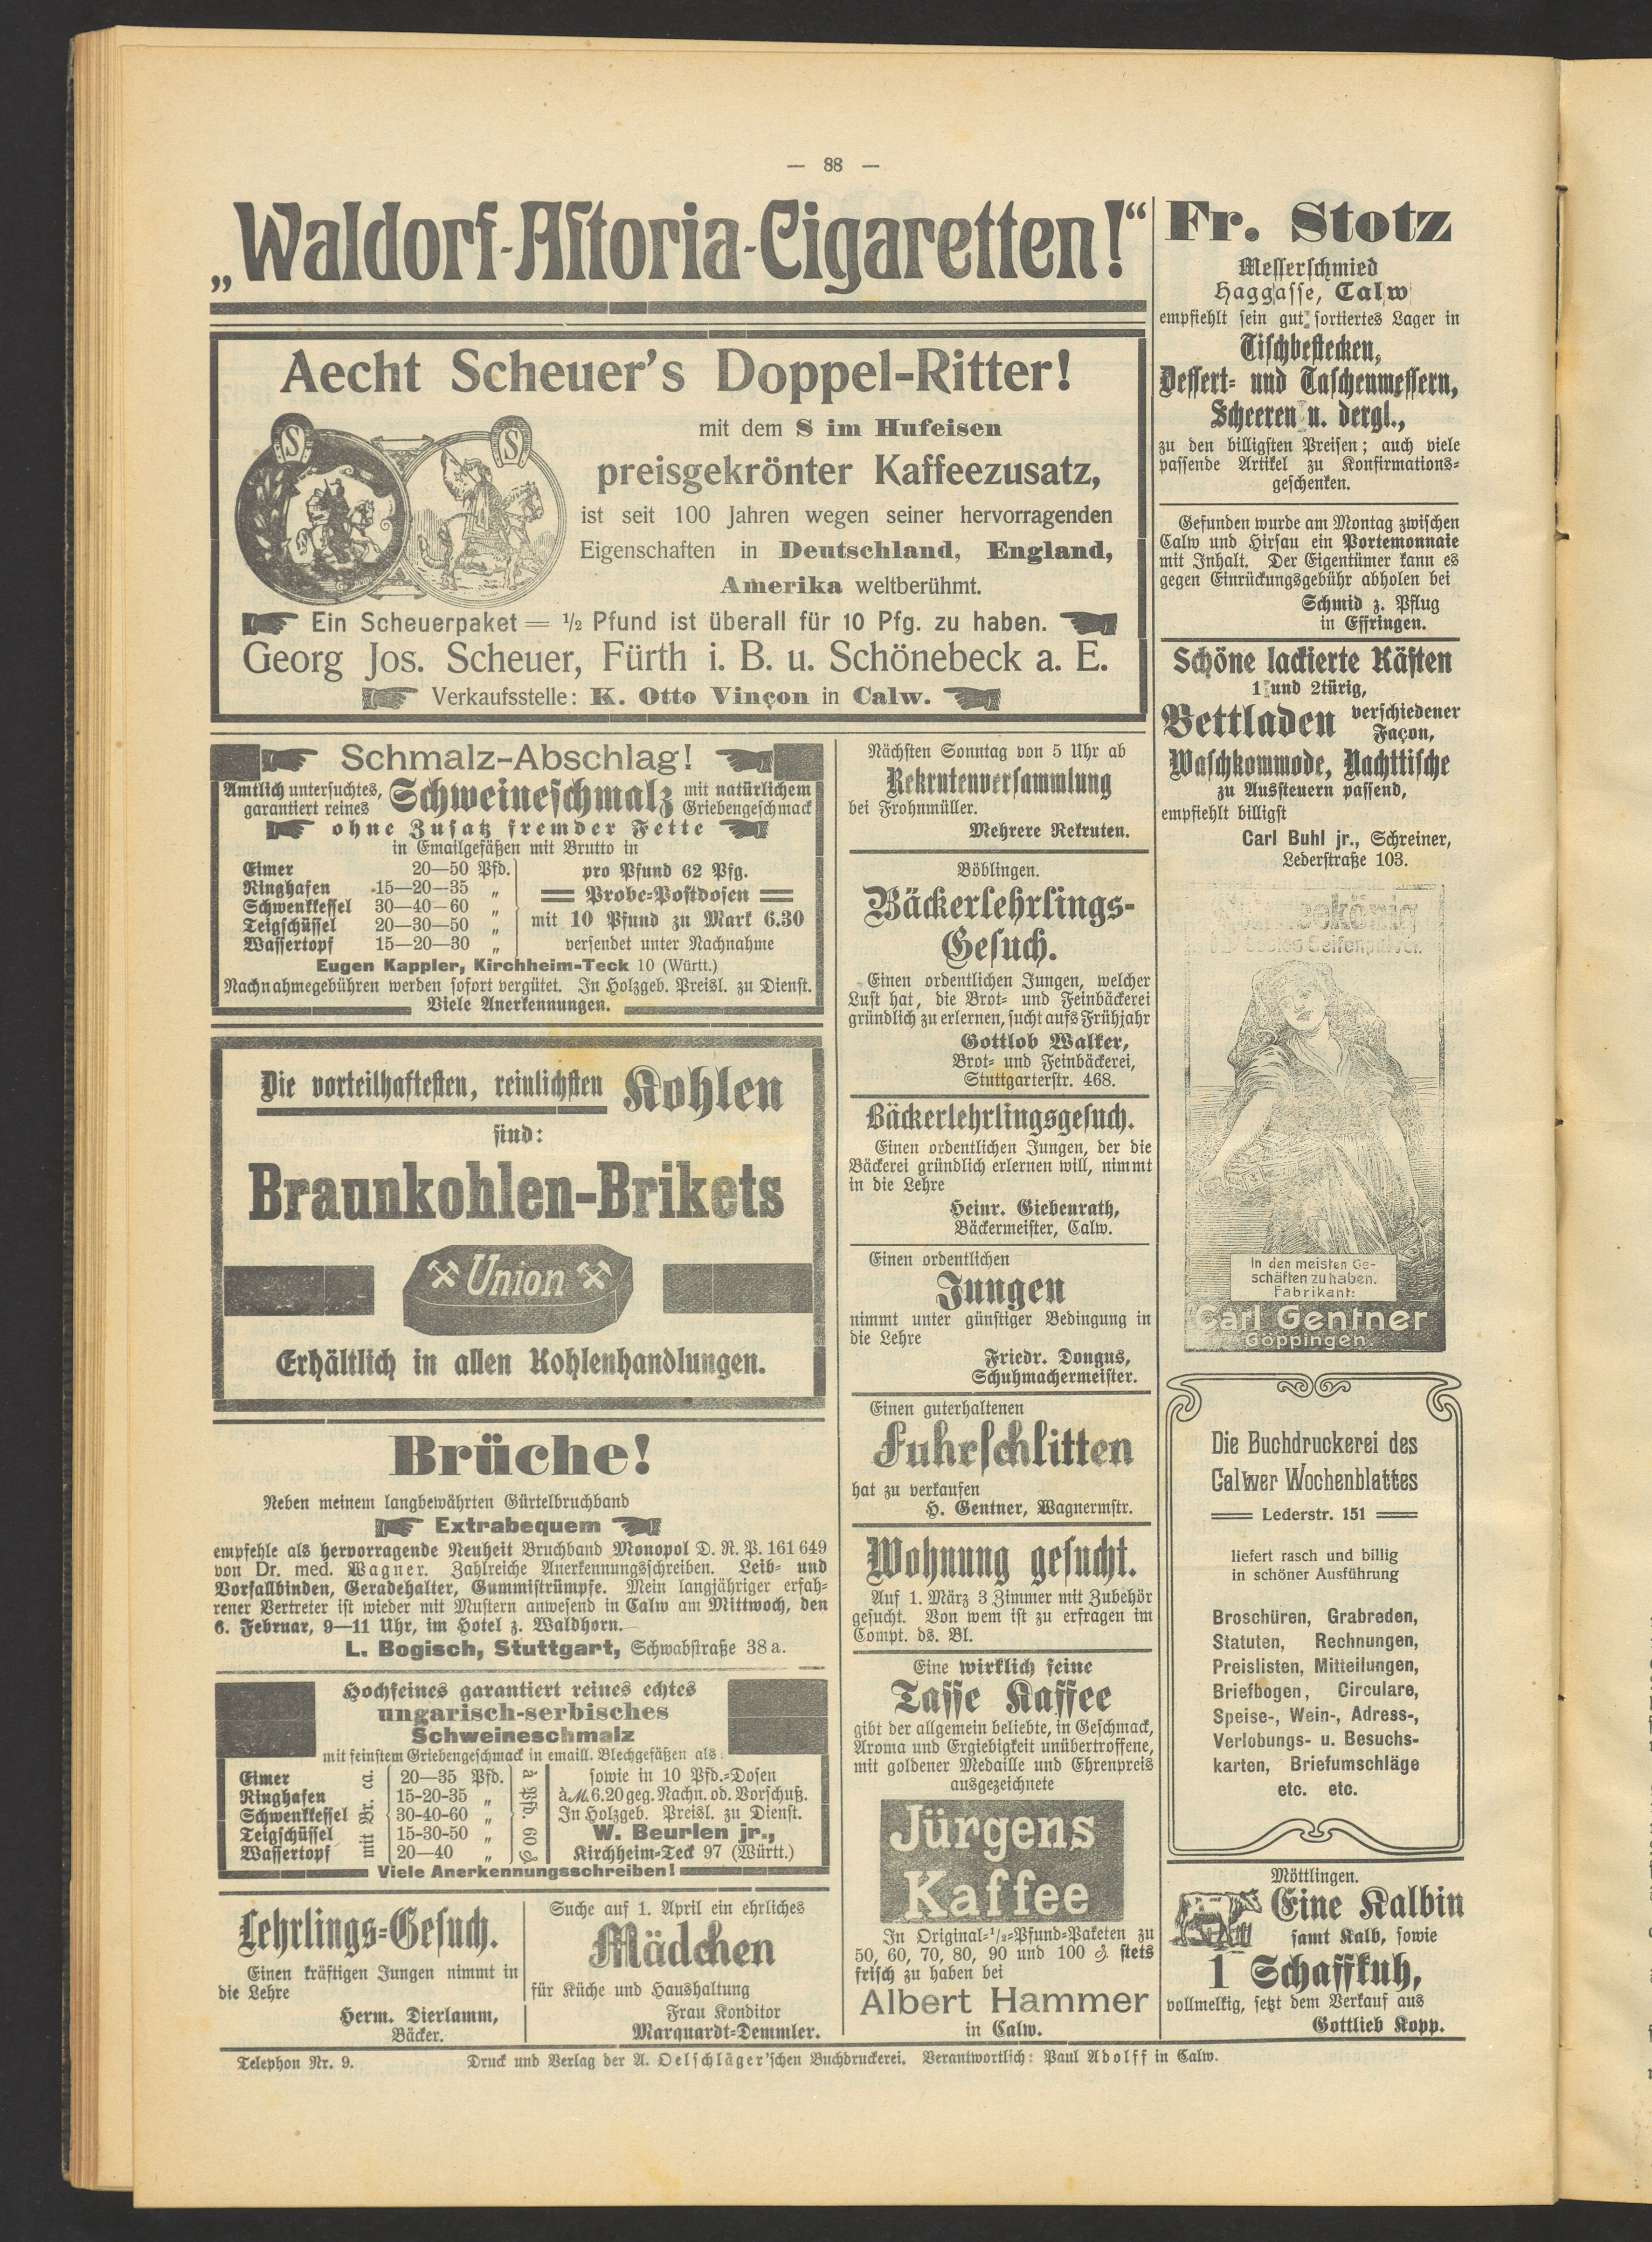 — 88 —
„Waldorf-Astoria-Cigaretten!“
Aecht Scheuer's Doppel-Ritter!
S S
mit dem S im Hufeisen
preisgekrönter Kaffeezusatz,
ist seit 100 Jahren wegen seiner hervorragenden
Eigenschaften in Deutschland, England,
Amerika weltberühmt.
Ein Scheuerpaket = 1/2 Pfund ist überall für 10 Pfg. zu haben.
Georg Jos. Scheuer, Fürth i. B. u. Schönebeck a. E.
Verkaufsstelle: K. Otto Vinçon in Calw.
Schmalz-Abschlag!
Amtlich untersuchtes, garantiert reines Schweineschmalz mit natürlichem Griebengeschmack
ohne Zusatz fremder Fette
in Emailgefäßen mit Brutto in
Eimer 20—50 Pfd.
Ringhafen 15—20—35 „
Schwenkkessel 30—40—60 „
Teigschüssel 20—30—50 „
Wassertopf 15—20—30 „
pro Pfund 62 Pfg.
Probe-Postdosen
mit 10 Pfund zu Mark 6.30
versendet unter Nachnahme
Eugen Kappler, Kirchheim-Teck 10 (Württ.)
Nachnahmegebühren werden sofort vergütet. In Holzgeb. Preisl. zu Dienst.
Viele Anerkennungen.
Die vorteilhaftesten, reinlichsten Kohlen
sind:
Braunkohlen-Brikets
Union
Erhältlich in allen Kohlenhandlungen.
Brüche!
Neben meinem langbewährten Gürtelbruchband
Extrabequem
empfehle als hervorragende Neuheit Bruchband Monopol D. R. P. 161649
von Dr. med. Wagner. Zahlreiche Anerkennungsschreiben. Leib- und
Vorfallbinden, Geradehalter, Gummistrümpfe. Mein langjähriger erfah-
rener Vertreter ist wieder mit Mustern anwesend in Calw am Mittwoch, den
6. Februar, 9—11 Uhr, im Hotel z. Waldhorn.
L. Bogisch, Stuttgart, Schwabstraße 38a.
Hochfeines garantiert reines echtes
ungarisch-serbisches
Schweineschmalz
mit feinstem Griebengeschmack in emaill. Blechgefäßen als:
Eimer
Ringhafen
Schwenkkessel
Teigschüssel
Wassertopf
mit Br. ca.
20—35 Pfd.
15-20-35 „
30-40-60 „
15-30-50 „
20—40 „
à Pfd. 60 ₰
sowie in 10 Pfd.-Dosen
à M. 6.20 geg. Nachn. od. Vorschuß.
In Holzgeb. Preisl. zu Dienst.
W. Beurlen jr.,
Kirchheim-Teck 97 (Württ.)
Viele Anerkennungsschreiben!
Lehrlings-Gesuch.
Einen kräftigen Jungen nimmt in
die Lehre
Herm. Dierlamm,
Bäcker.
Suche auf 1. April ein ehrliches
Mädchen
für Küche und Haushaltung
Frau Konditor
Marquardt-Demmler.
Nächsten Sonntag von 5 Uhr ab
Rekrutenversammlung
bei Frohnmüller.
Mehrere Rekruten.
Böblingen.
Bäckerlehrlings-
Gesuch.
Einen ordentlichen Jungen, welcher
Lust hat, die Brot- und Feinbäckerei
gründlich zu erlernen, sucht aufs Frühjahr
Gottlob Walker,
Brot- und Feinbäckerei,
Stuttgarterstr. 468.
Bäckerlehrlingsgesuch.
Einen ordentlichen Jungen, der die
Bäckerei gründlich erlernen will, nimmt
in die Lehre
Heinr. Giebenrath,
Bäckermeister, Calw.
Einen ordentlichen
Jungen
nimmt unter günstiger Bedingung in
die Lehre
Friedr. Dongus,
Schuhmachermeister.
Einen guterhaltenen
Fuhrschlitten
hat zu verkaufen
H. Gentner, Wagnermstr.
Wohnung gesucht.
Auf 1. März 3 Zimmer mit Zubehör
gesucht. Von wem ist zu erfragen im
Compt. ds. Bl.
Eine wirklich feine
Tasse Kaffee
gibt der allgemein beliebte, in Geschmack,
Aroma und Ergiebigkeit unübertroffene,
mit goldener Medaille und Ehrenpreis
ausgezeichnete
Jürgens
Kaffee
In Original-1/2-Pfund-Paketen zu
50, 60, 70, 80, 90 und 100 ₰ stets
frisch zu haben bei
Albert Hammer
in Calw.
Fr. Stotz
Messerschmied
Haggasse, Calw
empfiehlt sein gut sortiertes Lager in
Tischbestecken,
Dessert- und Taschenmessern,
Scheeren u. dergl.,
zu den billigsten Preisen; auch viele
passende Artikel zu Konfirmations-
geschenken.
Gefunden wurde am Montag zwischen
Calw und Hirsau ein Portemonnaie
mit Inhalt. Der Eigentümer kann es
gegen Einrückungsgebühr abholen bei
Schmid z. Pflug
in Effringen.
Schöne lackierte Kästen
1 und 2türig,
Bettladen verschiedener Façon,
Waschkommode, Nachttische
zu Aussteuern passend,
empfiehlt billigst
Carl Buhl jr., Schreiner,
Lederstraße 103.
bestes Seifenpulver.
In den meisten Ge-
schäften zu haben.
Fabrikant:
Carl Gentner
Göppingen.
Die Buchdruckerei des
Calwer Wochenblattes
Lederstr. 151
liefert rasch und billig
in schöner Ausführung
Broschüren, Grabreden,
Statuten, Rechnungen,
Preislisten, Mitteilungen,
Briefbogen, Circulare,
Speise-, Wein-, Adress-,
Verlobungs- u. Besuchs-
karten, Briefumschläge
etc. etc.
Möttlingen.
Eine Kalbin
samt Kalb, sowie
1 Schaffkuh,
vollmelkig, setzt dem Verkauf aus
Gottlieb Kopp.
Telephon Nr. 9. Druck und Verlag der A. Oelschläger'schen Buchdruckerei. Verantwortlich: Paul Adolff in Calw.